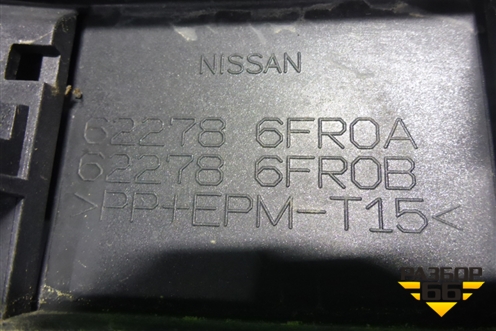 NISSAN
62278 6FR0A
62278 6FR0B
>PP+EPM-T15<
РАЗБОР
66